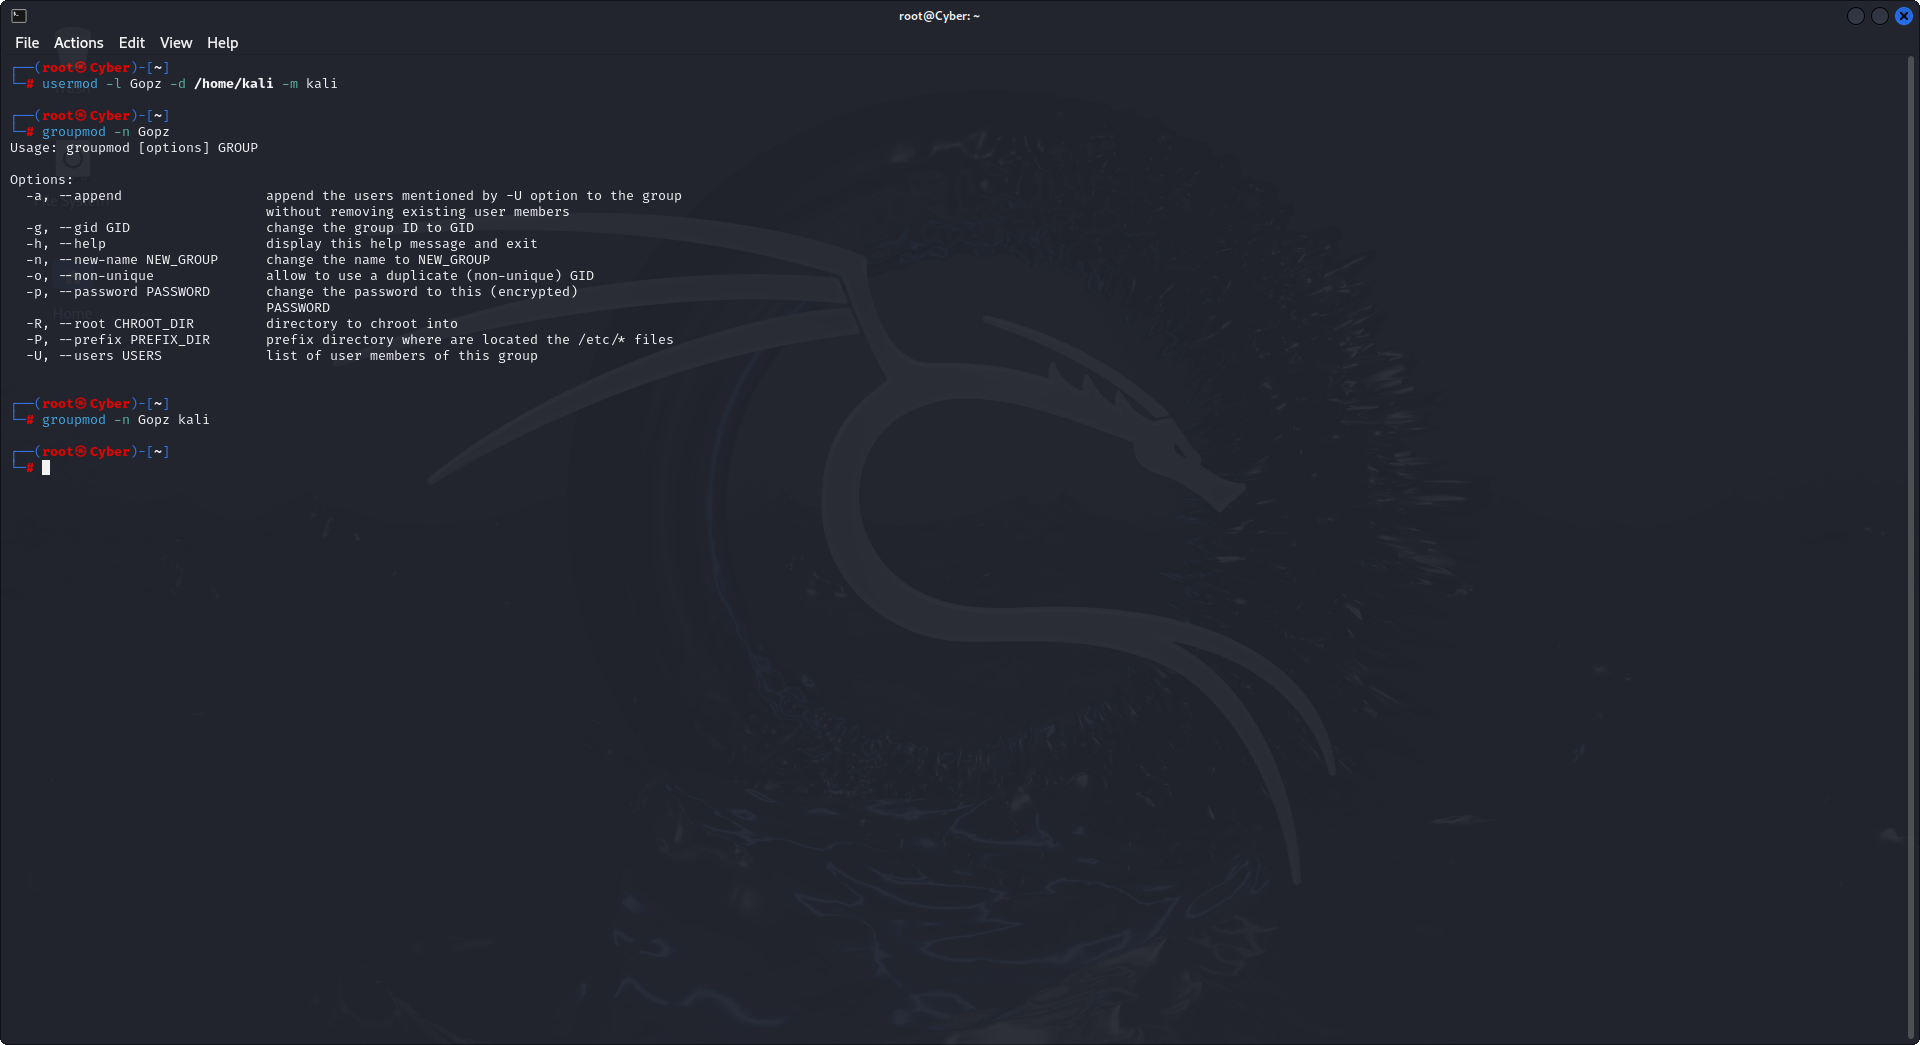 root@Cyber: ~
File Actions Edit View Help
┌──(root㉿Cyber)-[~]
└─# usermod -l Gopz -d /home/kali -m kali
┌──(root㉿Cyber)-[~]
└─# groupmod -n Gopz
Usage: groupmod [options] GROUP
Options:
-a, --append append the users mentioned by -U option to the group
without removing existing user members
-g, --gid GID change the group ID to GID
-h, --help display this help message and exit
-n, --new-name NEW_GROUP change the name to NEW_GROUP
-o, --non-unique allow to use a duplicate (non-unique) GID
-p, --password PASSWORD change the password to this (encrypted)
PASSWORD
-R, --root CHROOT_DIR directory to chroot into
-P, --prefix PREFIX_DIR prefix directory where are located the /etc/* files
-U, --users USERS list of user members of this group
┌──(root㉿Cyber)-[~]
└─# groupmod -n Gopz kali
┌──(root㉿Cyber)-[~]
└─#
Home